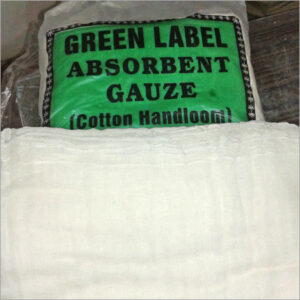 GREEN LABEL
ABSORBENT
GAUZE
(Cotton Handloom)